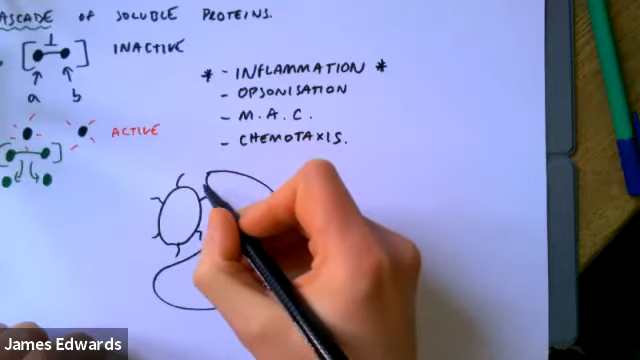 ASCADE OF SOLUBLE PROTEINS.
INACTIVE
a b
* - INFLAMMATION *
- OPSONISATION
- M.A.C.
- CHEMOTAXIS.
ACTIVE
James Edwards